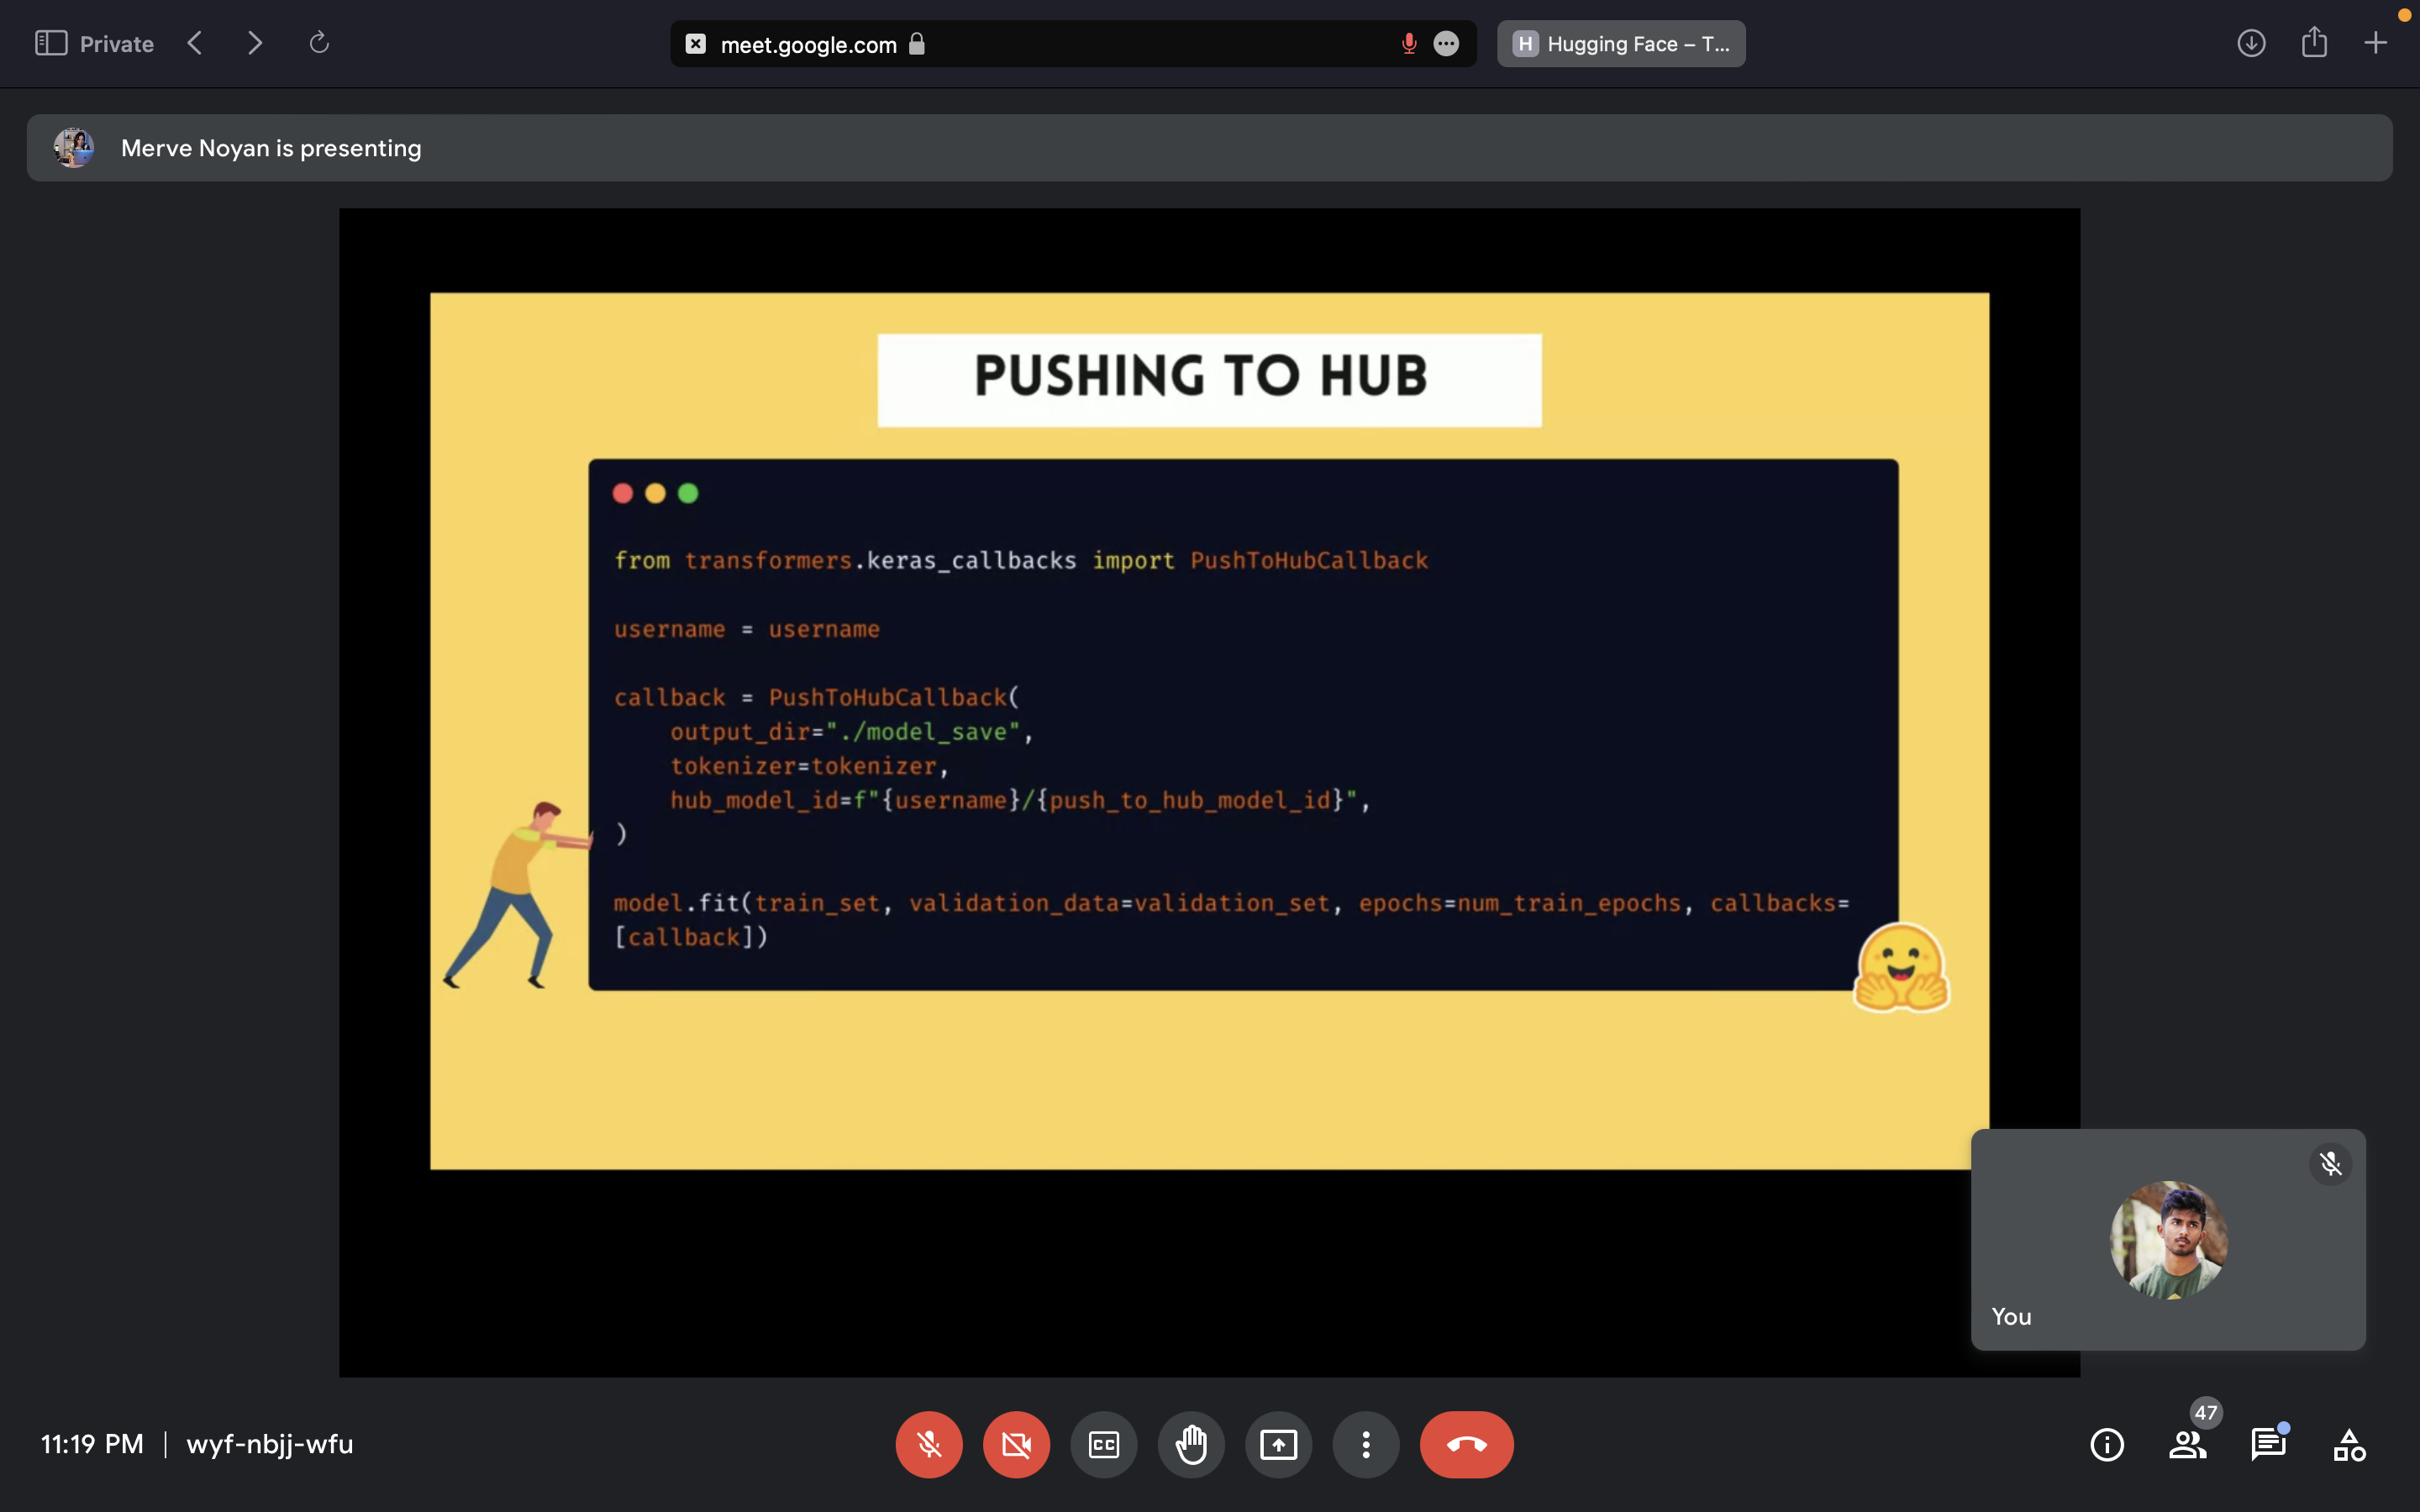 Private
meet.google.com
H Hugging Face – T...
Merve Noyan is presenting
PUSHING TO HUB
from transformers.keras_callbacks import PushToHubCallback
username = username
callback = PushToHubCallback(
    output_dir="./model_save",
    tokenizer=tokenizer,
    hub_model_id=f"{username}/{push_to_hub_model_id}",
)
model.fit(train_set, validation_data=validation_set, epochs=num_train_epochs, callbacks=
[callback])
You
11:19 PM | wyf-nbjj-wfu
CC
47